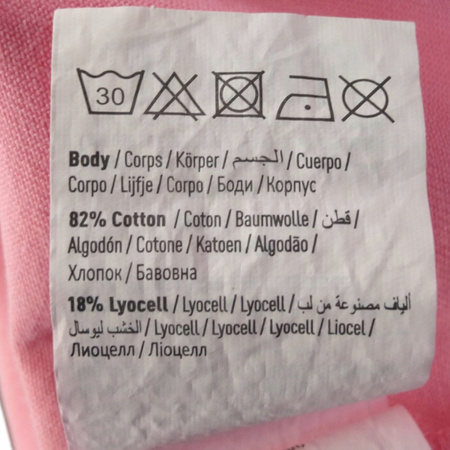 30
Body / Corps / Körper / الجسم / Cuerpo /
Corpo / Lijfje / Corpo / Боди / Корпус
82% Cotton / Coton / Baumwolle / قطن /
Algodón / Cotone / Katoen / Algodão /
Хлопок / Бавовна
18% Lyocell / Lyocell / Lyocell / ألياف مصنوعة من لب
الخشب ليوسال / Lyocell / Lyocell / Lyocell / Liocel /
Лиоцелл / Ліоцелл